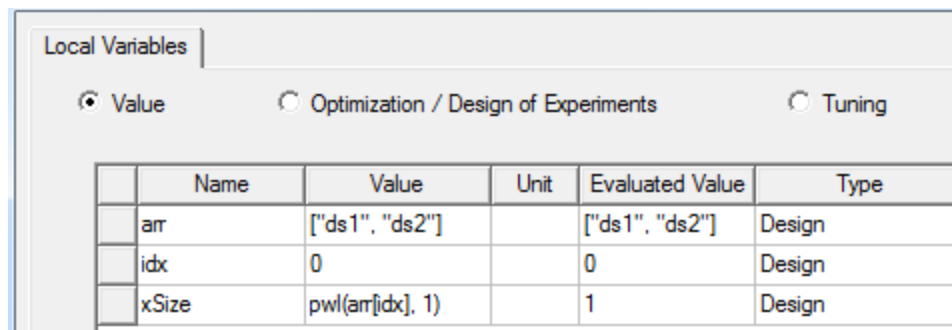 Local Variables
Value Optimization / Design of Experiments Tuning
Name Value Unit Evaluated Value Type
arr ["ds1", "ds2"] ["ds1", "ds2"] Design
idx 0 0 Design
xSize pwl(arr[idx], 1) 1 Design